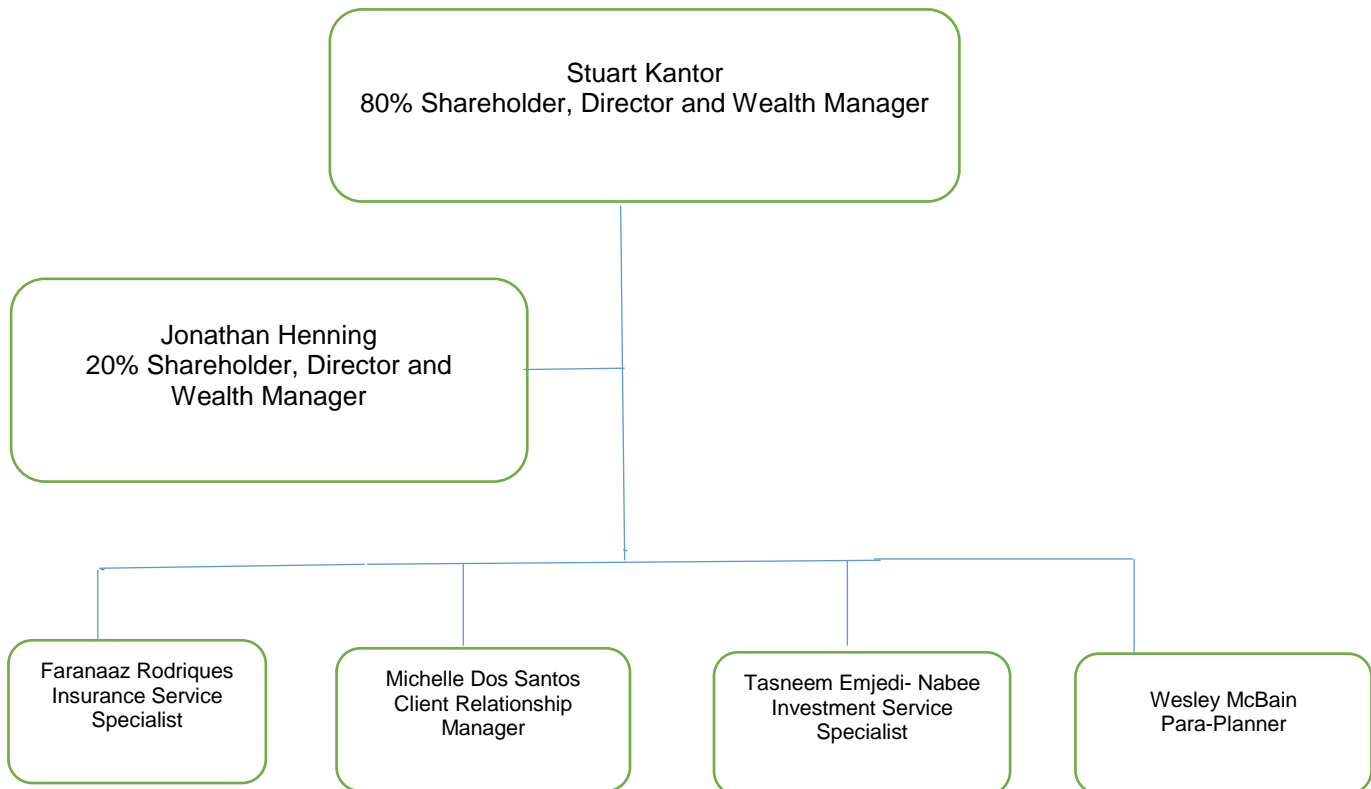 Stuart Kantor
80% Shareholder, Director and Wealth Manager
Jonathan Henning
20% Shareholder, Director and
Wealth Manager
Faranaaz Rodriques
Insurance Service
Specialist
Michelle Dos Santos
Client Relationship
Manager
Tasneem Emjedi- Nabee
Investment Service
Specialist
Wesley McBain
Para-Planner